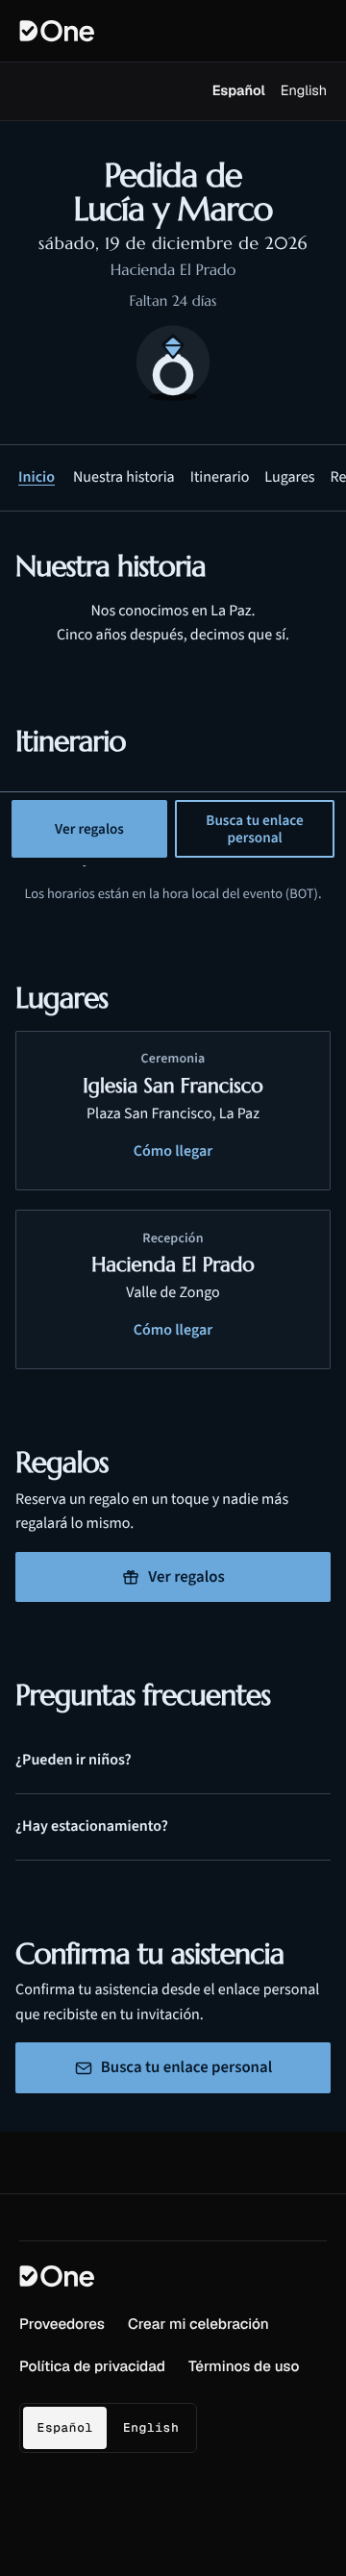 DOne
Español English
Pedida de
Lucía y Marco
sábado, 19 de diciembre de 2026
Hacienda El Prado
Faltan 24 días
Inicio Nuestra historia Itinerario Lugares Re
Nuestra historia
Nos conocimos en La Paz.
Cinco años después, decimos que sí.
Itinerario
Ver regalos
Busca tu enlace
personal
Los horarios están en la hora local del evento (BOT).
Lugares
Ceremonia
Iglesia San Francisco
Plaza San Francisco, La Paz
Cómo llegar
Recepción
Hacienda El Prado
Valle de Zongo
Cómo llegar
Regalos
Reserva un regalo en un toque y nadie más
regalará lo mismo.
Ver regalos
Preguntas frecuentes
¿Pueden ir niños?
¿Hay estacionamiento?
Confirma tu asistencia
Confirma tu asistencia desde el enlace personal
que recibiste en tu invitación.
Busca tu enlace personal
DOne
Proveedores Crear mi celebración
Política de privacidad Términos de uso
Español English